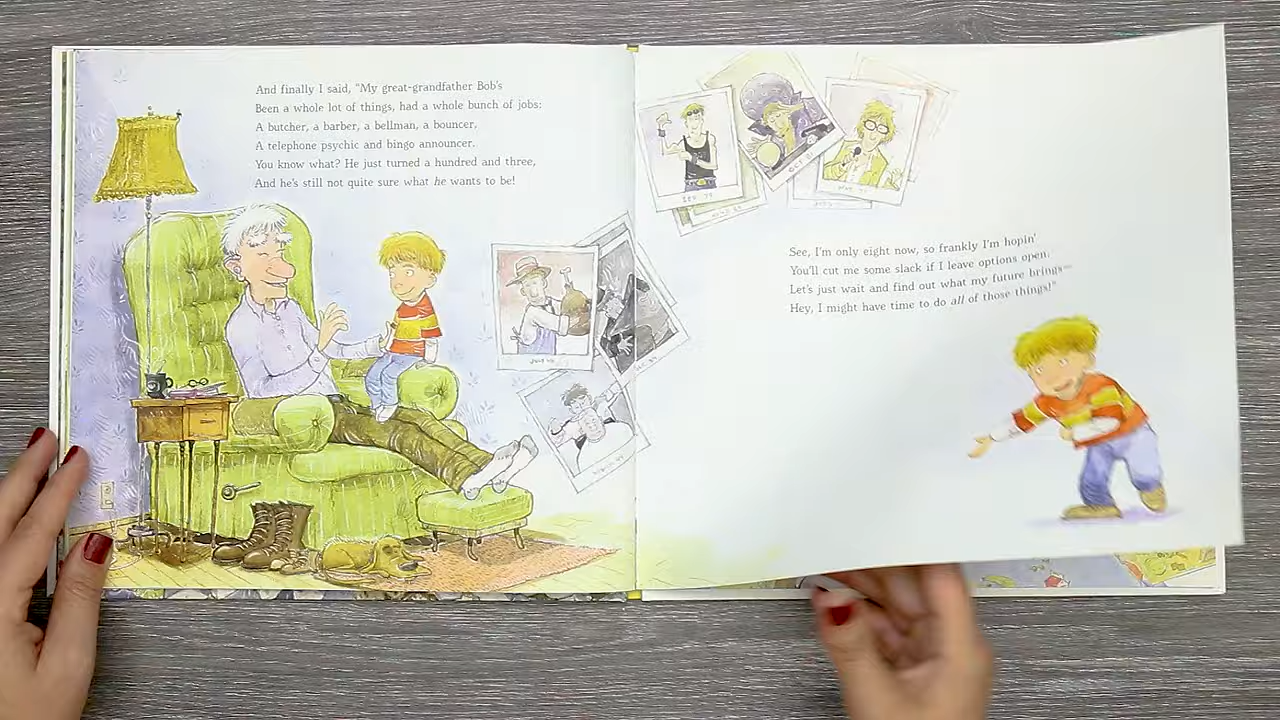 And finally I said, "My great-grandfather Bob's
Been a whole lot of things, had a whole bunch of jobs:
A butcher, a barber, a bellman, a bouncer.
A telephone psychic and bingo announcer.
You know what? He just turned a hundred and three,
And he's still not quite sure what he wants to be!
See, I'm only eight now, so frankly I'm hopin'
You'll cut me some slack if I leave options open.
Let's just wait and find out what my future brings—
Hey, I might have time to do all of those things!"